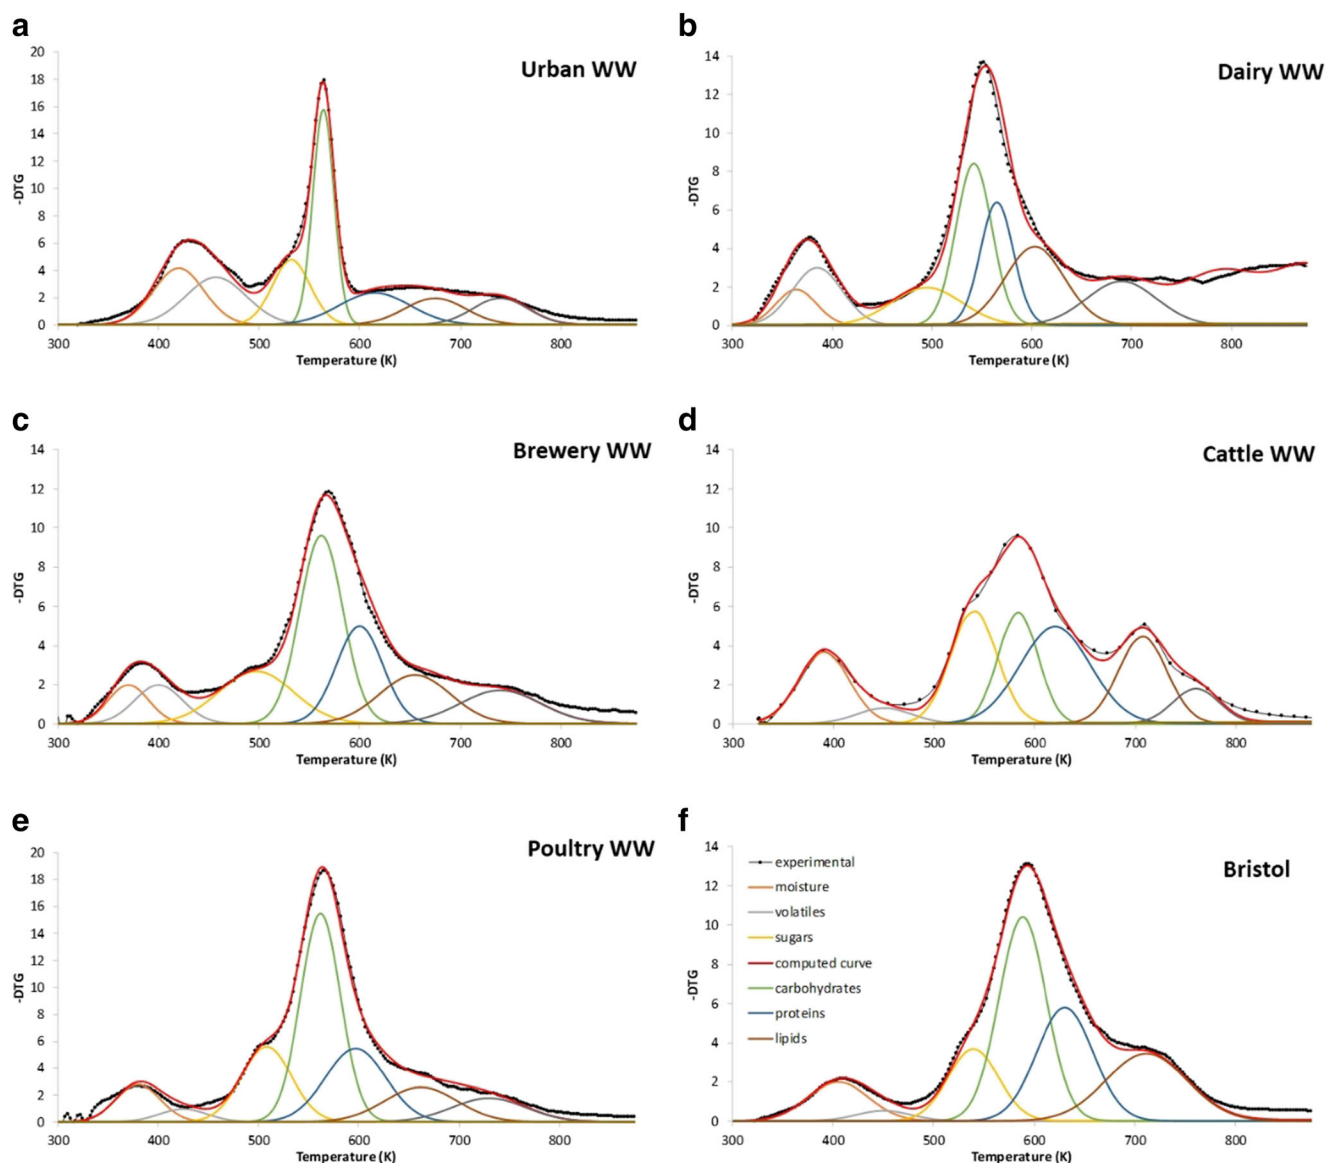 a
Urban WW
20
18
16
14
12
10
8
6
4
2
0
-DTG
300 400 500 600 700 800
Temperature (K)
b
Dairy WW
14
12
10
8
6
4
2
0
-DTG
300 400 500 600 700 800
Temperature (K)
c
Brewery WW
14
12
10
8
6
4
2
0
-DTG
300 400 500 600 700 800
Temperature (K)
d
Cattle WW
14
12
10
8
6
4
2
0
-DTG
300 400 500 600 700 800
Temperature (K)
e
Poultry WW
20
18
16
14
12
10
8
6
4
2
0
-DTG
300 400 500 600 700 800
Temperature (K)
f
Bristol
14
12
10
8
6
4
2
0
-DTG
experimental
moisture
volatiles
sugars
computed curve
carbohydrates
proteins
lipids
300 400 500 600 700 800
Temperature (K)